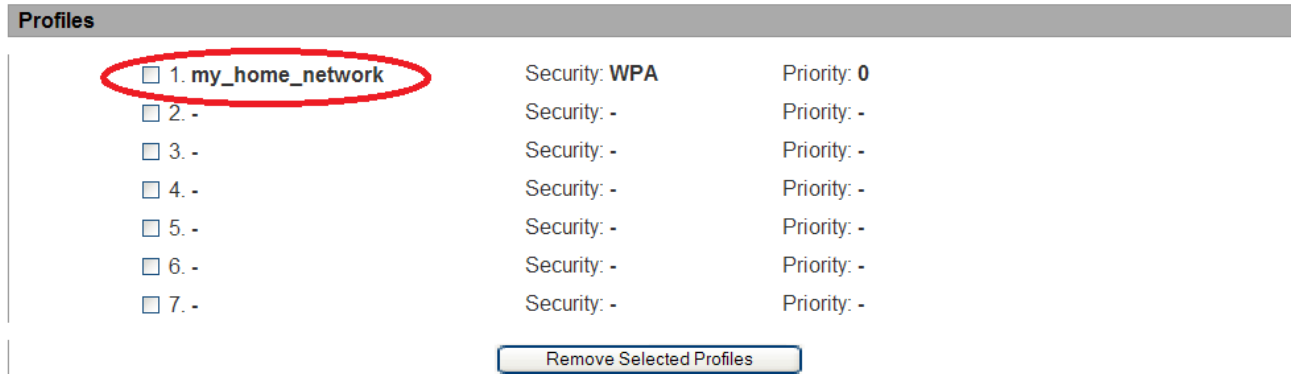 Profiles
1. my_home_network Security: WPA Priority: 0
2. - Security: - Priority: -
3. - Security: - Priority: -
4. - Security: - Priority: -
5. - Security: - Priority: -
6. - Security: - Priority: -
7. - Security: - Priority: -
Remove Selected Profiles